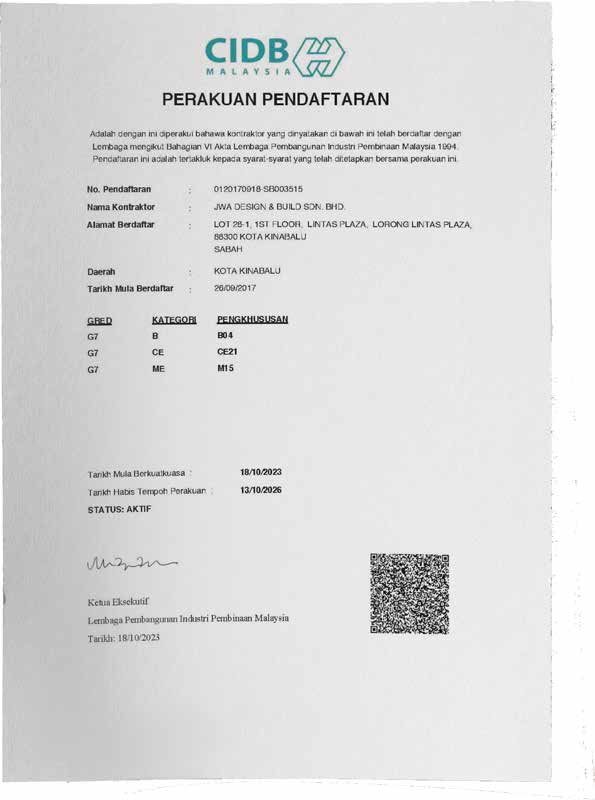 CIDB
MALAYSIA
PERAKUAN PENDAFTARAN
Adalah dengan ini diperakui bahawa kontraktor yang dinyatakan di bawah ini telah berdaftar dengan
Lembaga mengikut Bahagian VI Akta Lembaga Pembangunan Industri Pembinaan Malaysia 1994.
Pendaftaran ini adalah tertakluk kepada syarat-syarat yang telah ditetapkan bersama perakuan ini.
No. Pendaftaran : 0120170918-SB003515
Nama Kontraktor : JWA DESIGN & BUILD SDN. BHD.
Alamat Berdaftar : LOT 26-1, 1ST FLOOR, LINTAS PLAZA, LORONG LINTAS PLAZA,
88300 KOTA KINABALU
SABAH
Daerah : KOTA KINABALU
Tarikh Mula Berdaftar : 26/09/2017
GRED KATEGORI PENGKHUSUSAN
G7 B B04
G7 CE CE21
G7 ME M15
Tarikh Mula Berkuatkuasa : 18/10/2023
Tarikh Habis Tempoh Perakuan : 13/10/2026
STATUS: AKTIF
Ketua Eksekutif
Lembaga Pembangunan Industri Pembinaan Malaysia
Tarikh: 18/10/2023